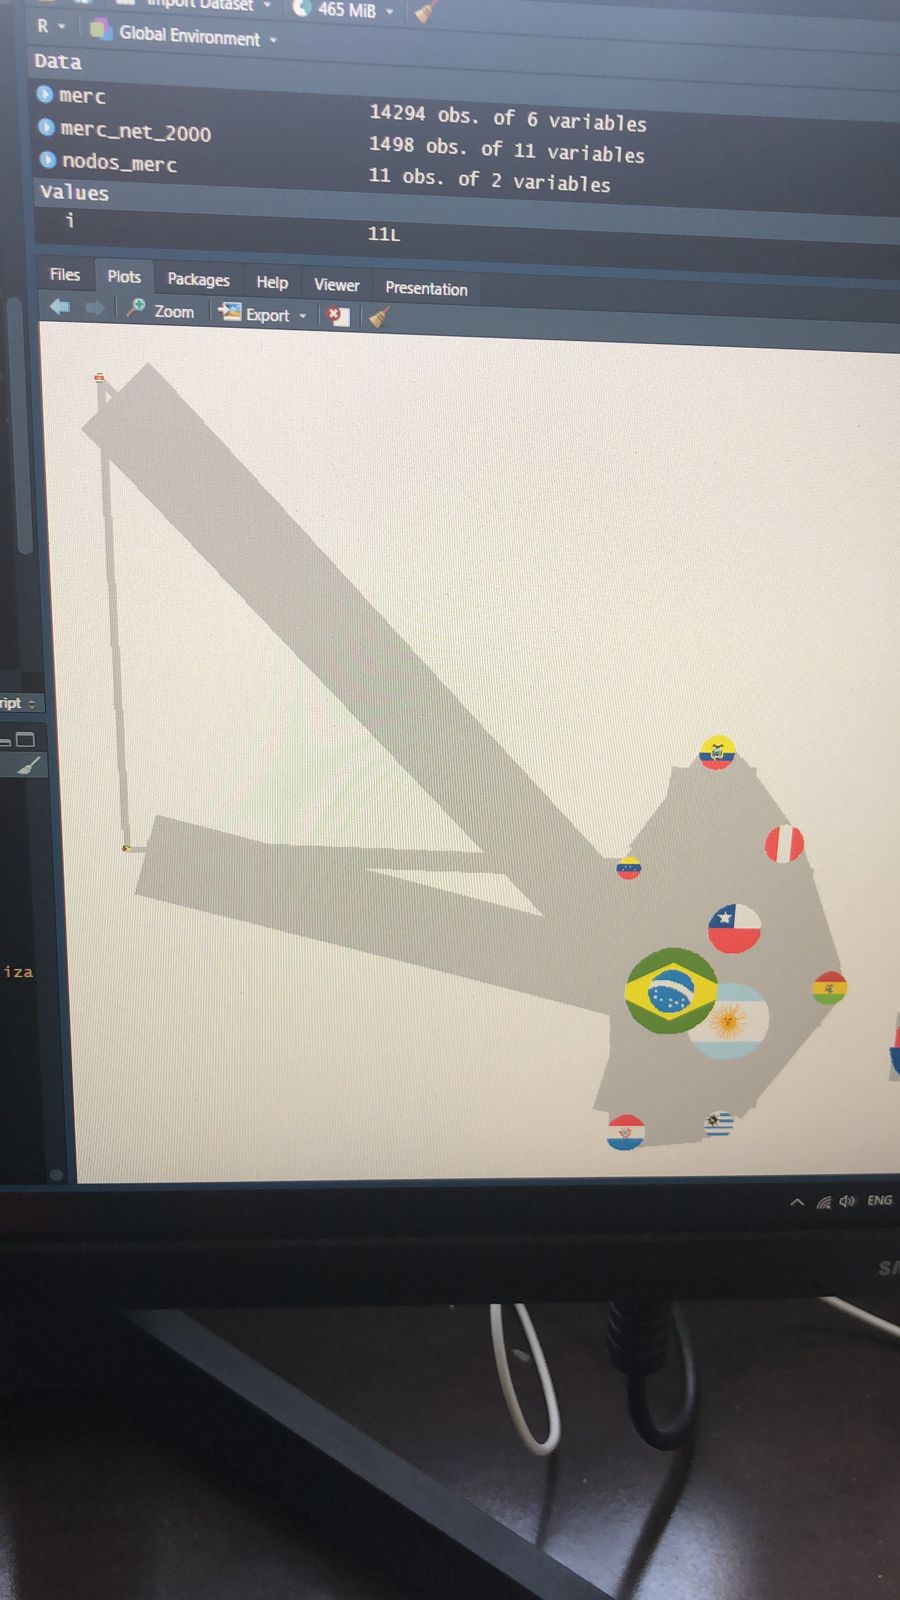 Import Dataset 465 MiB
R Global Environment
Data
merc 14294 obs. of 6 variables
merc_net_2000 1498 obs. of 11 variables
nodos_merc 11 obs. of 2 variables
Values
i 11L
Files Plots Packages Help Viewer Presentation
Zoom Export
ript
iza
ENG